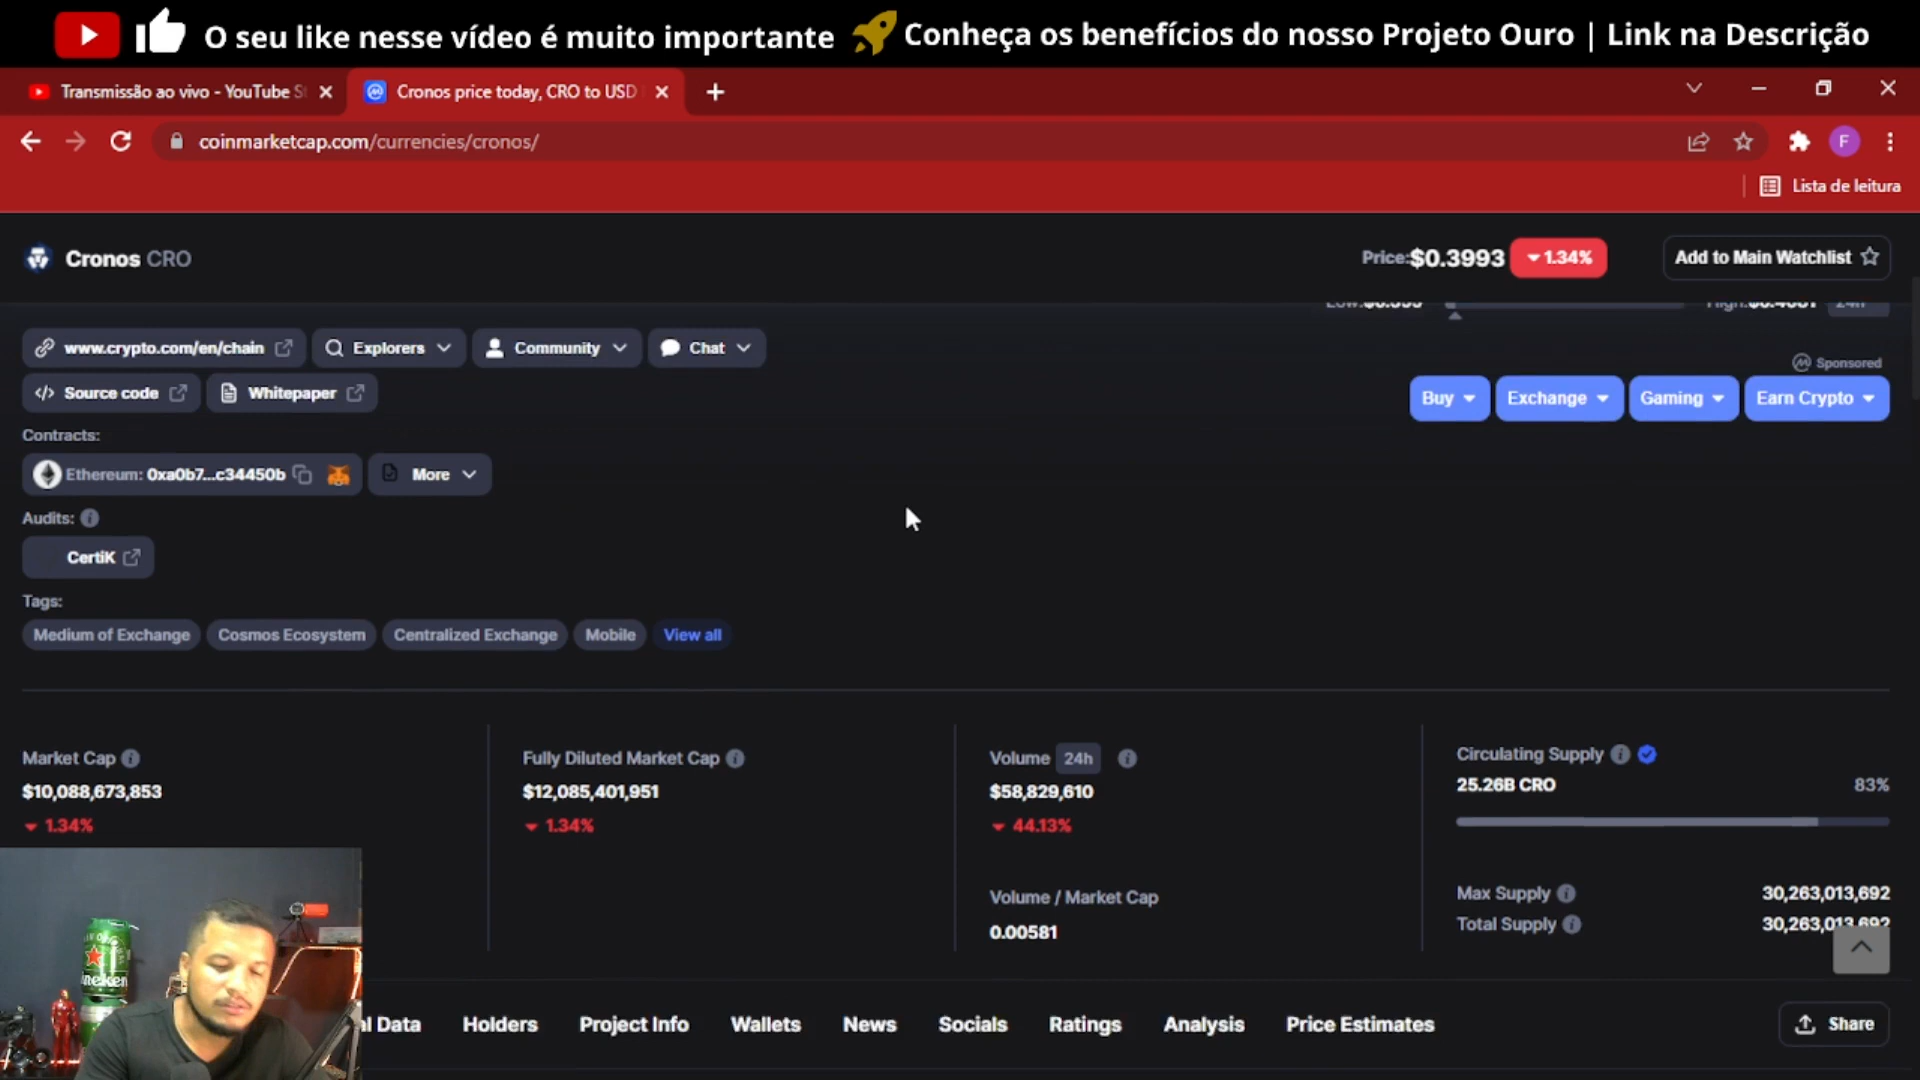 O seu like nesse vídeo é muito importante Conheça os benefícios do nosso Projeto Ouro | Link na Descrição
Transmissão ao vivo - YouTube S
Cronos price today, CRO to USD
coinmarketcap.com/currencies/cronos/
F
Lista de leitura
Cronos CRO
Price:$0.3993 1.34%
Add to Main Watchlist
24h
www.crypto.com/en/chain Explorers Community Chat
Sponsored
Source code Whitepaper
Buy Exchange Gaming Earn Crypto
Contracts:
Ethereum: 0xa0b7...c34450b More
Audits:
CertiK
Tags:
Medium of Exchange Cosmos Ecosystem Centralized Exchange Mobile View all
Market Cap
$10,088,673,853
1.34%
Fully Diluted Market Cap
$12,085,401,951
1.34%
Volume 24h
$58,829,610
44.13%
Volume / Market Cap
0.00581
Circulating Supply
25.26B CRO 83%
Max Supply 30,263,013,692
Total Supply 30,263,013,692
l Data Holders Project Info Wallets News Socials Ratings Analysis Price Estimates
Share